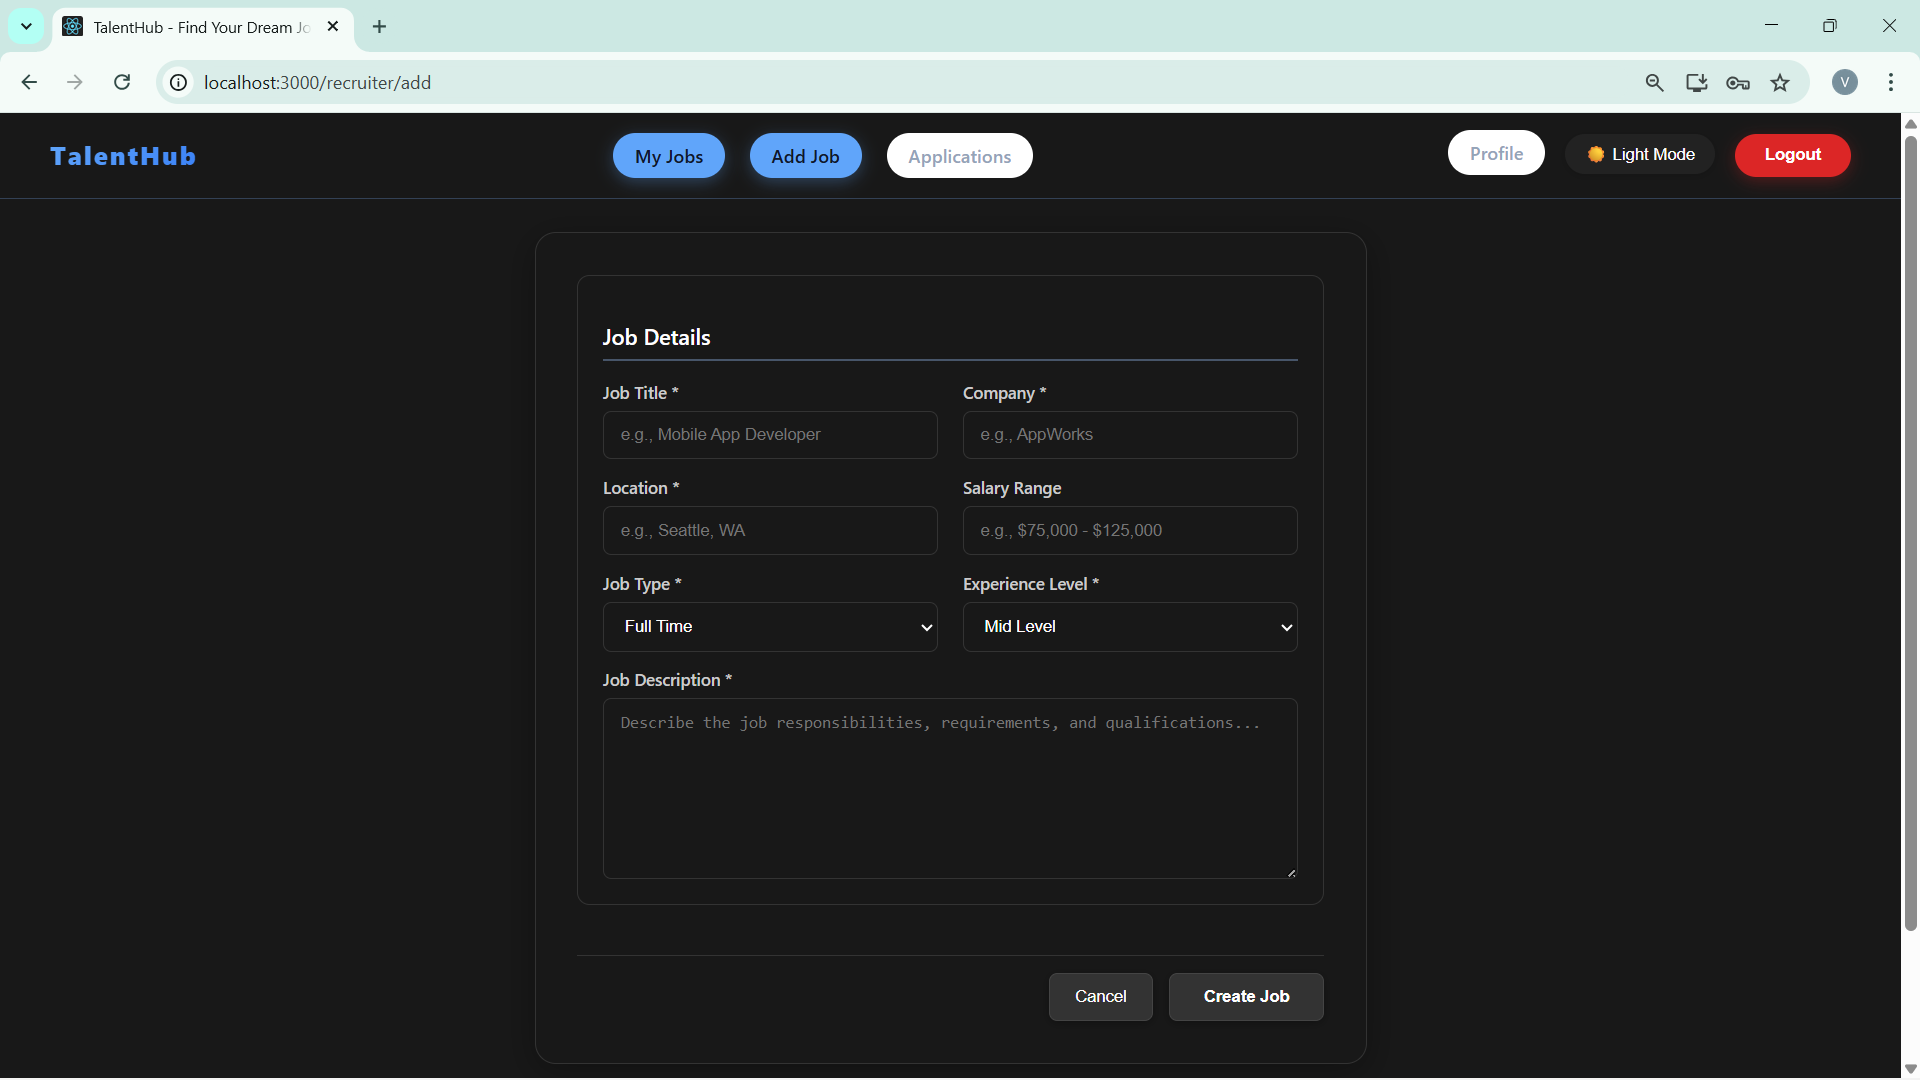 TalentHub - Find Your Dream Jo
localhost:3000/recruiter/add
V
TalentHub
My Jobs
Add Job
Applications
Profile
Light Mode
Logout
Job Details
Job Title *
Company *
e.g., Mobile App Developer
e.g., AppWorks
Location *
Salary Range
e.g., Seattle, WA
e.g., $75,000 - $125,000
Job Type *
Experience Level *
Full Time
Mid Level
Job Description *
Describe the job responsibilities, requirements, and qualifications...
Cancel
Create Job